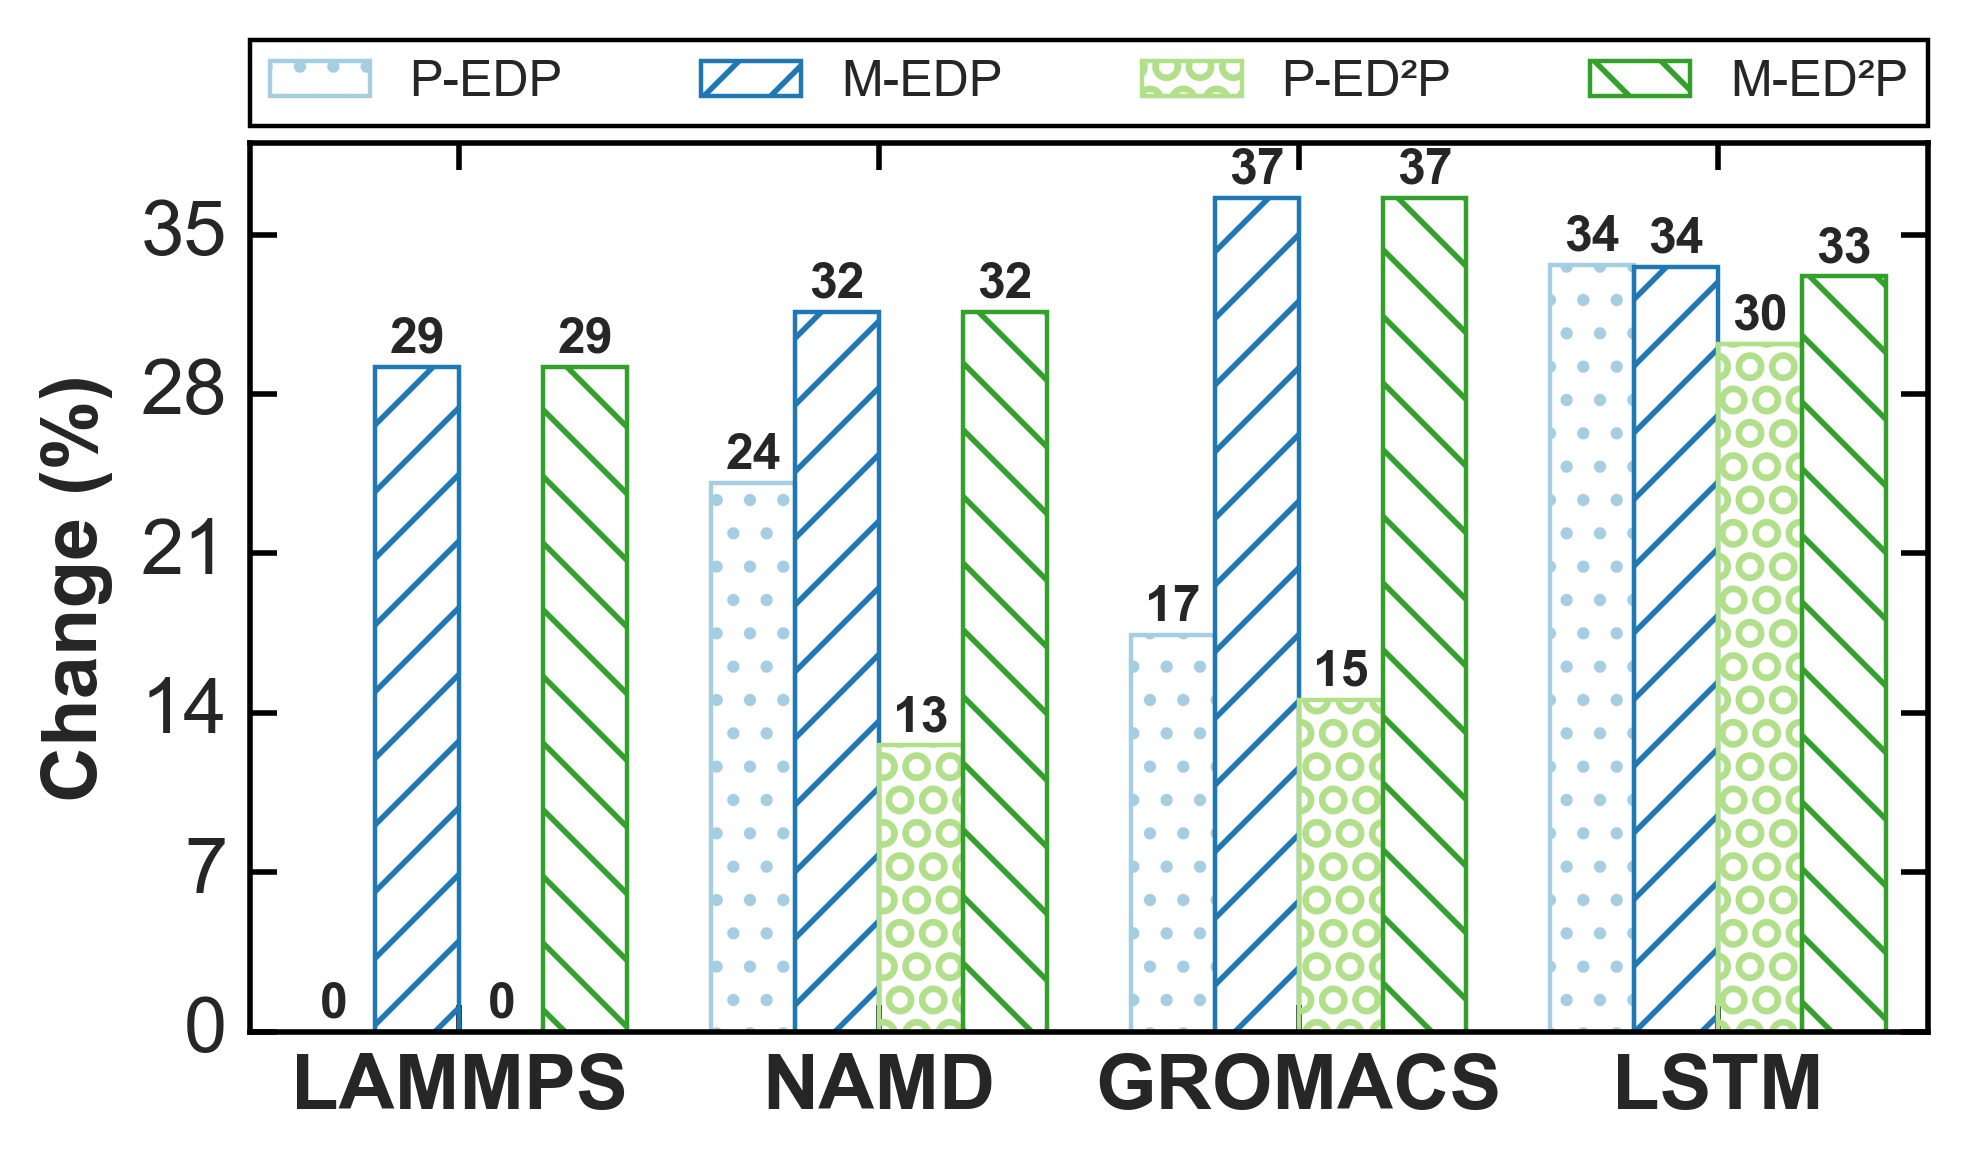 P-EDP M-EDP P-ED²P M-ED²P
Change (%)
35
28
21
14
7
0
0 29 0 29
24 32 13 32
17 37 15 37
34 34 30 33
LAMMPS NAMD GROMACS LSTM